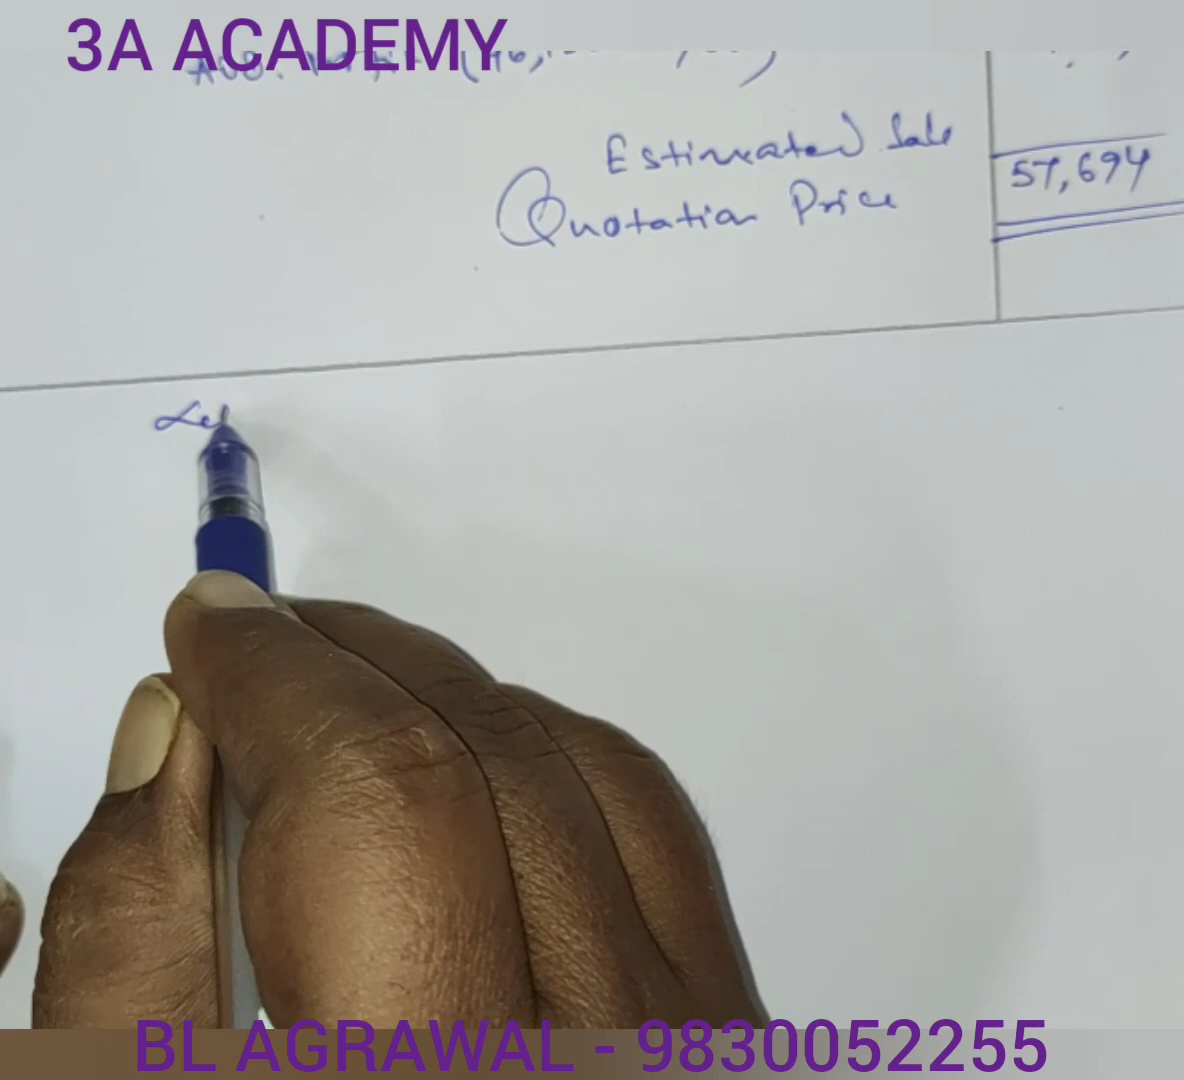 3A ACADEMY
Estimated Sale
Quotation Price
57,694
BL AGRAWAL - 9830052255